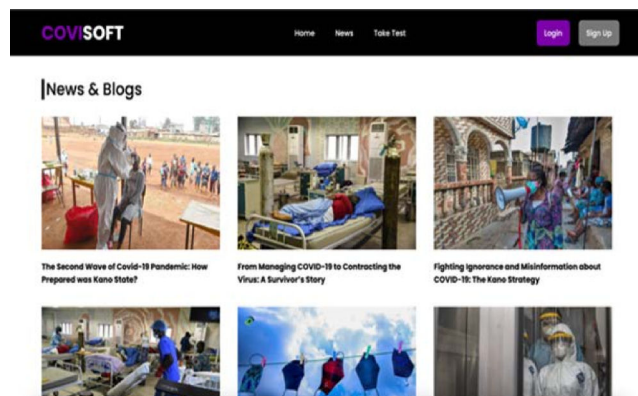 COVISOFT
Home News Take Test Login Sign Up
News & Blogs
The Second Wave of Covid-19 Pandemic: How
Prepared was Kano State?
From Managing COVID-19 to Contracting the
Virus: A Survivor's Story
Fighting Ignorance and Misinformation about
COVID-19: The Kano Strategy